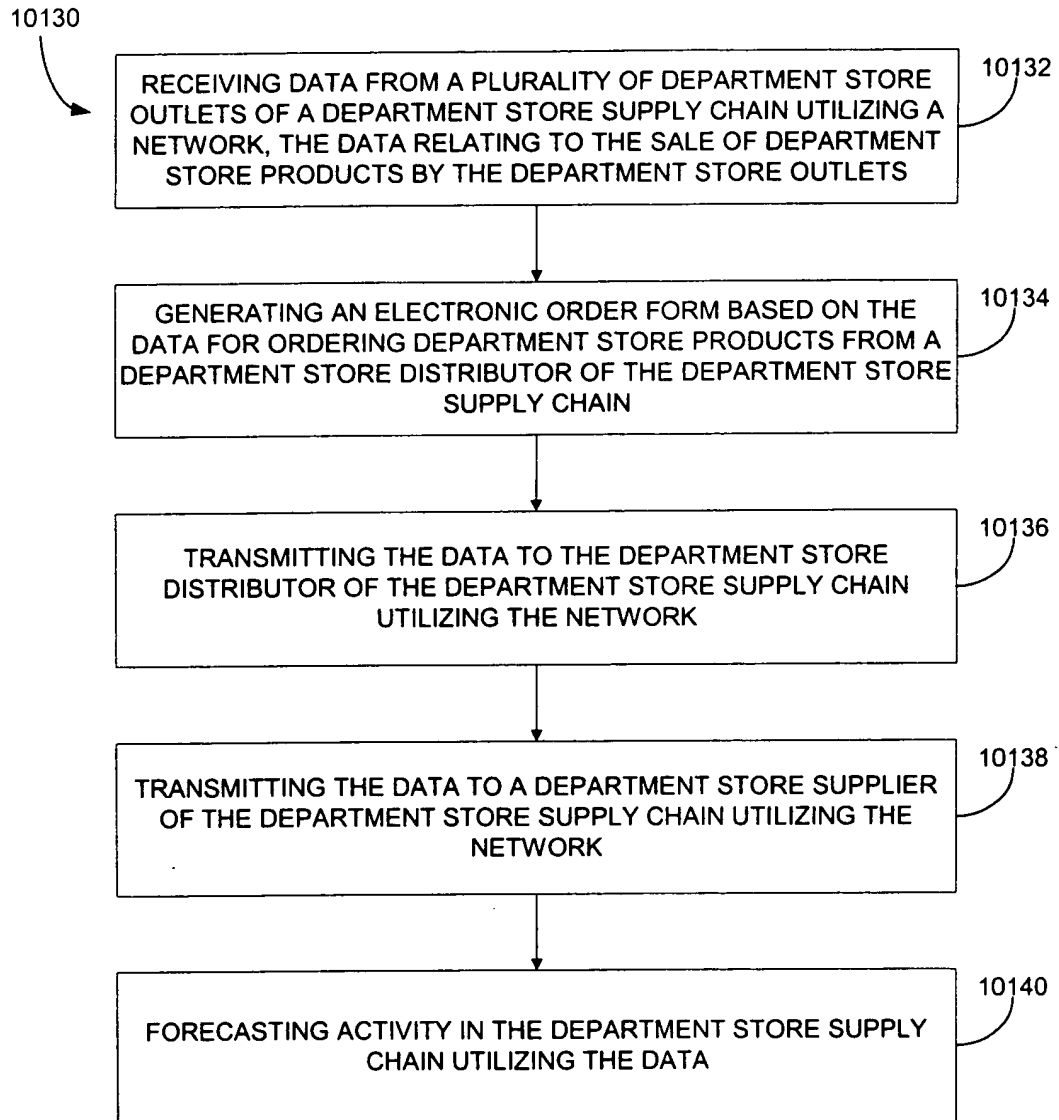 10130
RECEIVING DATA FROM A PLURALITY OF DEPARTMENT STORE
OUTLETS OF A DEPARTMENT STORE SUPPLY CHAIN UTILIZING A
NETWORK, THE DATA RELATING TO THE SALE OF DEPARTMENT
STORE PRODUCTS BY THE DEPARTMENT STORE OUTLETS
10132
GENERATING AN ELECTRONIC ORDER FORM BASED ON THE
DATA FOR ORDERING DEPARTMENT STORE PRODUCTS FROM A
DEPARTMENT STORE DISTRIBUTOR OF THE DEPARTMENT STORE
SUPPLY CHAIN
10134
TRANSMITTING THE DATA TO THE DEPARTMENT STORE
DISTRIBUTOR OF THE DEPARTMENT STORE SUPPLY CHAIN
UTILIZING THE NETWORK
10136
TRANSMITTING THE DATA TO A DEPARTMENT STORE SUPPLIER
OF THE DEPARTMENT STORE SUPPLY CHAIN UTILIZING THE
NETWORK
10138
FORECASTING ACTIVITY IN THE DEPARTMENT STORE SUPPLY
CHAIN UTILIZING THE DATA
10140